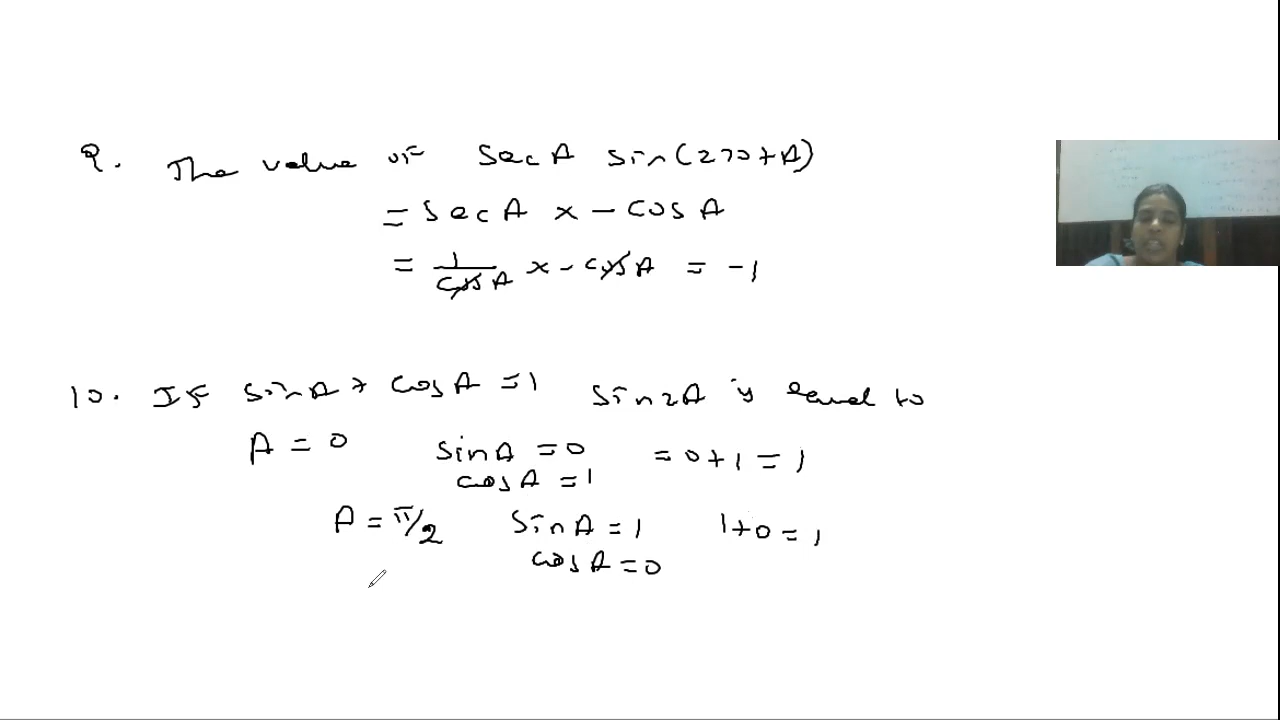 9. The value of sec A sin(270+A)
= sec A x - cos A
= 1/cos A x - cos A = -1
10. If sin A + cos A = 1 sin 2A is equal to
A = 0 sin A = 0 = 0+1 = 1
cos A = 1
A = π/2 sin A = 1 1+0 = 1
cos A = 0